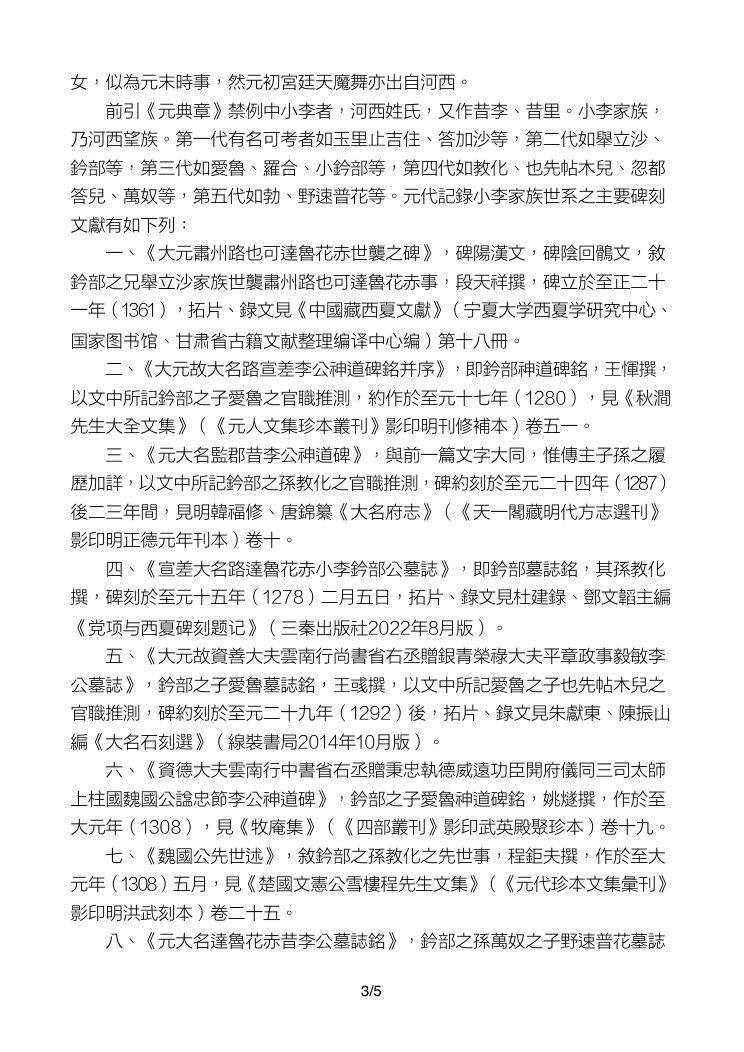 女，似為元末時事，然元初宮廷天魔舞亦出自河西。
前引《元典章》禁例中小李者，河西姓氏，又作昔李、昔里。小李家族，
乃河西望族。第一代有名可考者如玉里止吉住、答加沙等，第二代如舉立沙、
鈐部等，第三代如愛魯、羅合、小鈐部等，第四代如教化、也先帖木兒、忽都
答兒、萬奴等，第五代如勃、野速普花等。元代記錄小李家族世系之主要碑刻
文獻有如下列：
一、《大元肅州路也可達魯花赤世襲之碑》，碑陽漢文，碑陰回鶻文，敘
鈐部之兄舉立沙家族世襲肅州路也可達魯花赤事，段天祥撰，碑立於至正二十
一年（1361），拓片、錄文見《中國藏西夏文獻》（宁夏大学西夏学研究中心、
国家图书馆、甘肃省古籍文献整理编译中心编）第十八冊。
二、《大元故大名路宣差李公神道碑銘并序》，即鈐部神道碑銘，王惲撰，
以文中所記鈐部之子愛魯之官職推測，約作於至元十七年（1280），見《秋澗
先生大全文集》（《元人文集珍本叢刊》影印明刊修補本）卷五一。
三、《元大名監郡昔李公神道碑》，與前一篇文字大同，惟傳主子孫之履
歷加詳，以文中所記鈐部之孫教化之官職推測，碑約刻於至元二十四年（1287）
後二三年間，見明韓福修、唐錦纂《大名府志》（《天一閣藏明代方志選刊》
影印明正德元年刊本）卷十。
四、《宣差大名路達魯花赤小李鈐部公墓誌》，即鈐部墓誌銘，其孫教化
撰，碑刻於至元十五年（1278）二月五日，拓片、錄文見杜建錄、鄧文韜主編
《党项与西夏碑刻题记》（三秦出版社2022年8月版）。
五、《大元故資善大夫雲南行尚書省右丞贈銀青榮祿大夫平章政事毅敏李
公墓誌》，鈐部之子愛魯墓誌銘，王彧撰，以文中所記愛魯之子也先帖木兒之
官職推測，碑約刻於至元二十九年（1292）後，拓片、錄文見朱獻東、陳振山
編《大名石刻選》（線裝書局2014年10月版）。
六、《資德大夫雲南行中書省右丞贈秉忠執德威遠功臣開府儀同三司太師
上柱國魏國公諡忠節李公神道碑》，鈐部之子愛魯神道碑銘，姚燧撰，作於至
大元年（1308），見《牧庵集》（《四部叢刊》影印武英殿聚珍本）卷十九。
七、《魏國公先世述》，敘鈐部之孫教化之先世事，程鉅夫撰，作於至大
元年（1308）五月，見《楚國文憲公雪樓程先生文集》（《元代珍本文集彙刊》
影印明洪武刻本）卷二十五。
八、《元大名達魯花赤昔李公墓誌銘》，鈐部之孫萬奴之子野速普花墓誌
3/5